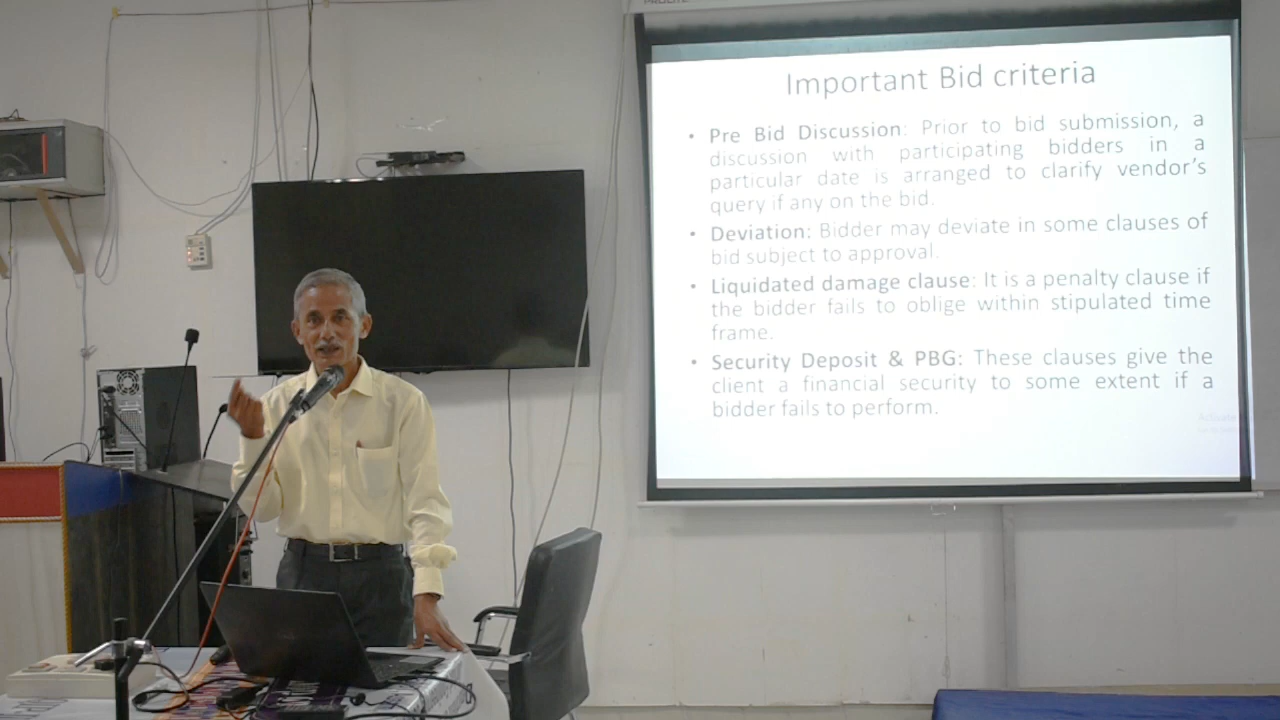 Important Bid criteria
• Pre Bid Discussion: Prior to bid submission, a
discussion with participating bidders in a
particular date is arranged to clarify vendor's
query if any on the bid.
• Deviation: Bidder may deviate in some clauses of
bid subject to approval.
• Liquidated damage clause: It is a penalty clause if
the bidder fails to oblige within stipulated time
frame.
• Security Deposit & PBG: These clauses give the
client a financial security to some extent if a
bidder fails to perform.